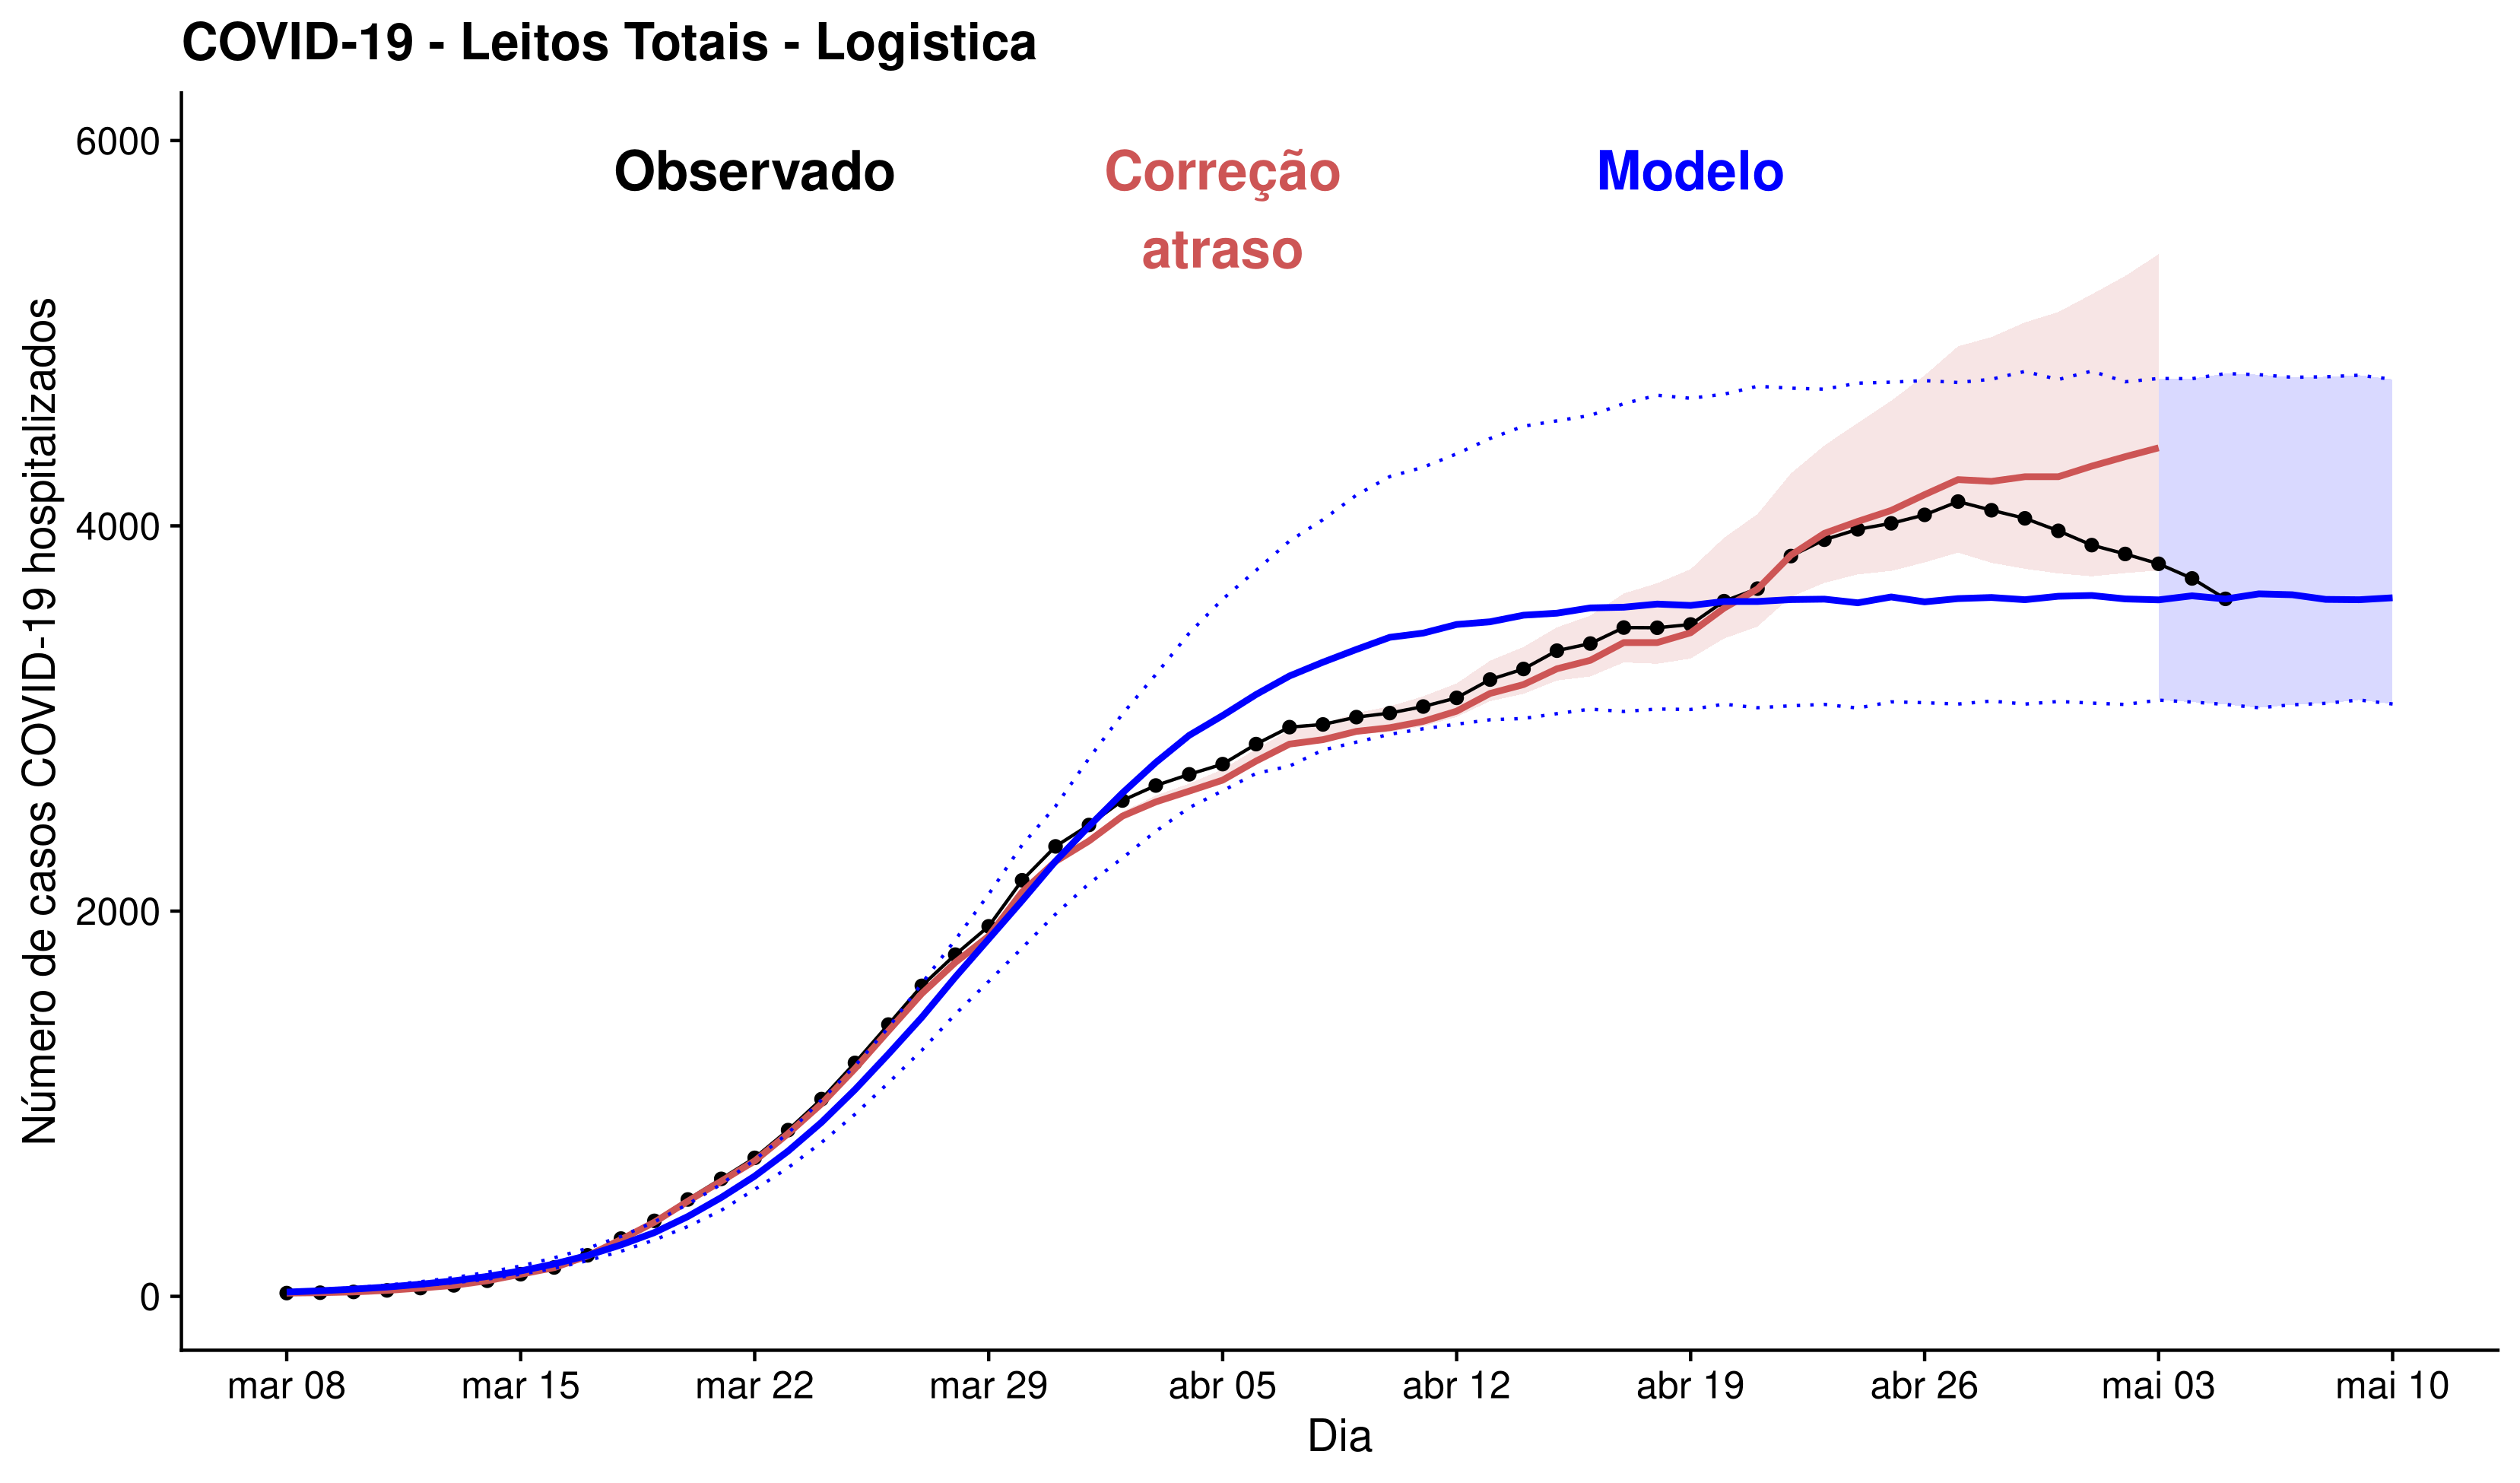 COVID-19 - Leitos Totais - Logistica
Número de casos COVID-19 hospitalizados
6000
4000
2000
0
Observado
Correção
atraso
Modelo
mar 08
mar 15
mar 22
mar 29
abr 05
abr 12
abr 19
abr 26
mai 03
mai 10
Dia